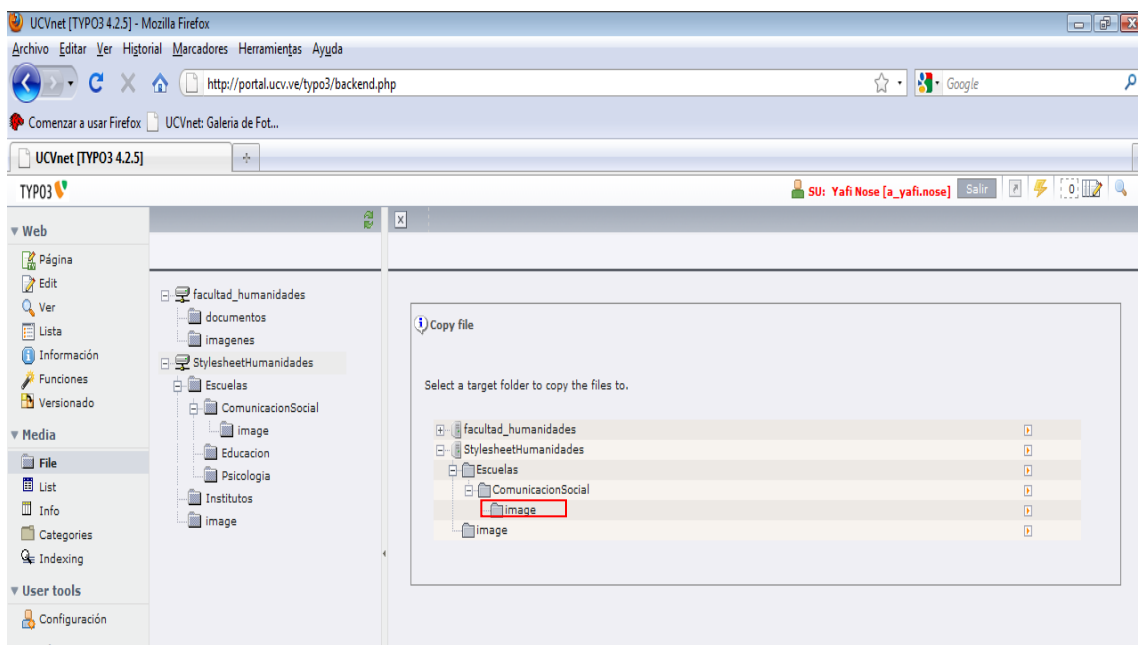 UCVnet [TYPO3 4.2.5] - Mozilla Firefox
Archivo Editar Ver Historial Marcadores Herramientas Ayuda
http://portal.ucv.ve/typo3/backend.php
Google
Comenzar a usar Firefox UCVnet: Galeria de Fot...
UCVnet [TYPO3 4.2.5]
TYPO3
SU: Yafi Nose [a_yafi.nose] Salir 0
Web
Página
Edit
Ver
Lista
Información
Funciones
Versionado
Media
File
List
Info
Categories
Indexing
User tools
Configuración
facultad_humanidades
documentos
imagenes
StylesheetHumanidades
Escuelas
ComunicacionSocial
image
Educacion
Psicologia
Institutos
image
Copy file
Select a target folder to copy the files to.
facultad_humanidades
StylesheetHumanidades
Escuelas
ComunicacionSocial
image
image